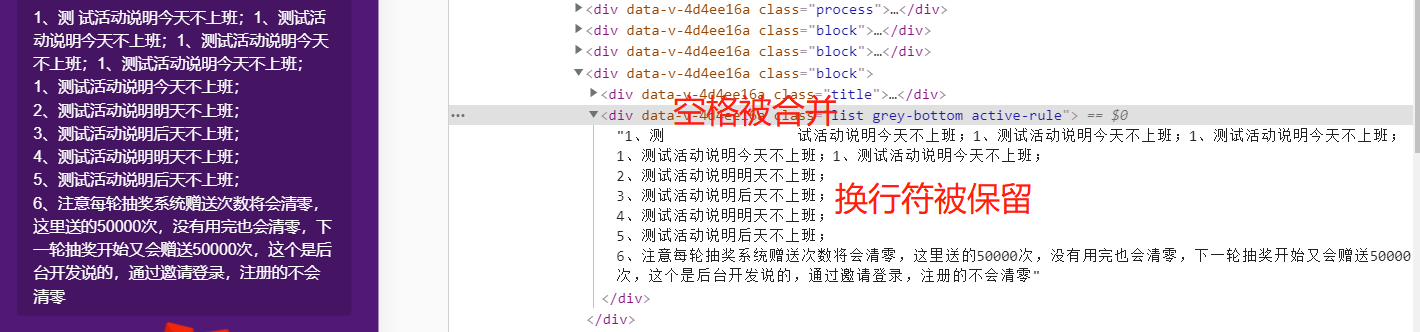 1、测 试活动说明今天不上班；1、测试活
动说明今天不上班；1、测试活动说明今天
不上班；1、测试活动说明今天不上班；
1、测试活动说明今天不上班；
2、测试活动说明明天不上班；
3、测试活动说明后天不上班；
4、测试活动说明明天不上班；
5、测试活动说明后天不上班；
6、注意每轮抽奖系统赠送次数将会清零，
这里送的50000次，没有用完也会清零，下
一轮抽奖开始又会赠送50000次，这个是后
台开发说的，通过邀请登录，注册的不会
清零
<div data-v-4d4ee16a class="process">…</div>
<div data-v-4d4ee16a class="block">…</div>
<div data-v-4d4ee16a class="block">…</div>
<div data-v-4d4ee16a class="block">
<div data-v-4d4ee16a class="title">…</div>
空格被合并
<div data-v-4d4ee16a class="list grey-bottom active-rule"> == $0
"1、测 试活动说明今天不上班；1、测试活动说明今天不上班；1、测试活动说明今天不上班；
1、测试活动说明今天不上班；1、测试活动说明今天不上班；
2、测试活动说明明天不上班；
3、测试活动说明后天不上班；
换行符被保留
4、测试活动说明明天不上班；
5、测试活动说明后天不上班；
6、注意每轮抽奖系统赠送次数将会清零，这里送的50000次，没有用完也会清零，下一轮抽奖开始又会赠送50000
次，这个是后台开发说的，通过邀请登录，注册的不会清零"
</div>
</div>